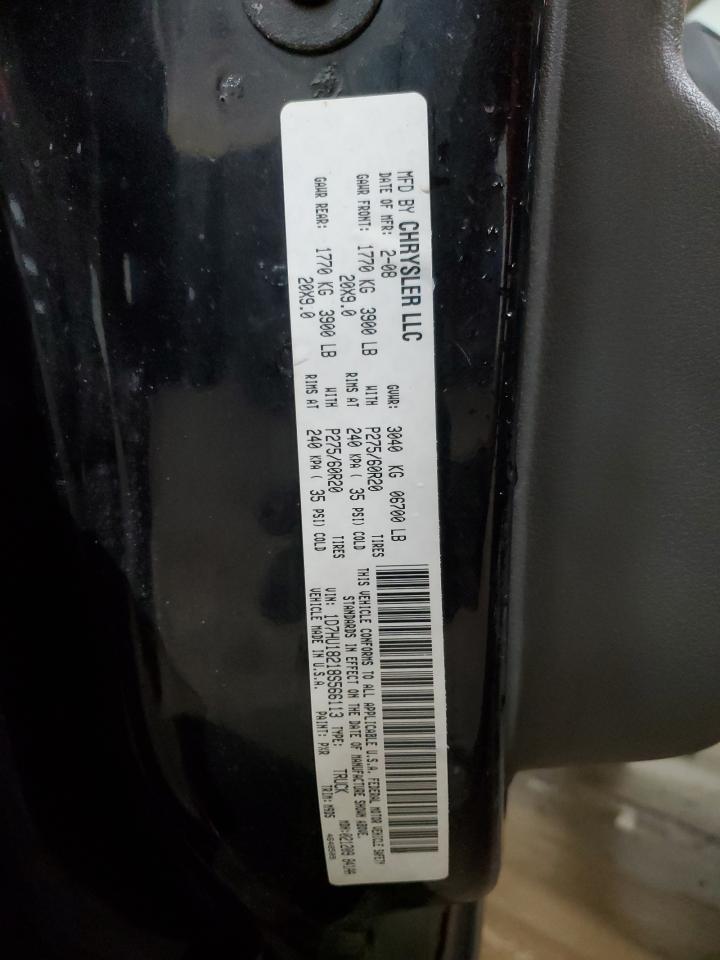 MFD BY CHRYSLER LLC
DATE OF MFR: 2-08 GVWR: 3040 KG 06700 LB
GAWR FRONT: 1770 KG 3900 LB WITH P275/60R20 TIRES
20X9.0 RIMS AT 240 KPA ( 35 PSI) COLD
GAWR REAR: 1770 KG 3900 LB WITH P275/60R20 TIRES
20X9.0 RIMS AT 240 KPA ( 35 PSI) COLD
THIS VEHICLE CONFORMS TO ALL APPLICABLE U.S.A. FEDERAL MOTOR VEHICLE SAFETY
STANDARDS IN EFFECT ON THE DATE OF MANUFACTURE SHOWN ABOVE.
VIN: 1D7HU18218S566113 TYPE: TRUCK MDH:021209 041HH
VEHICLE MADE IN U.S.A. PAINT: PXR TRIM: